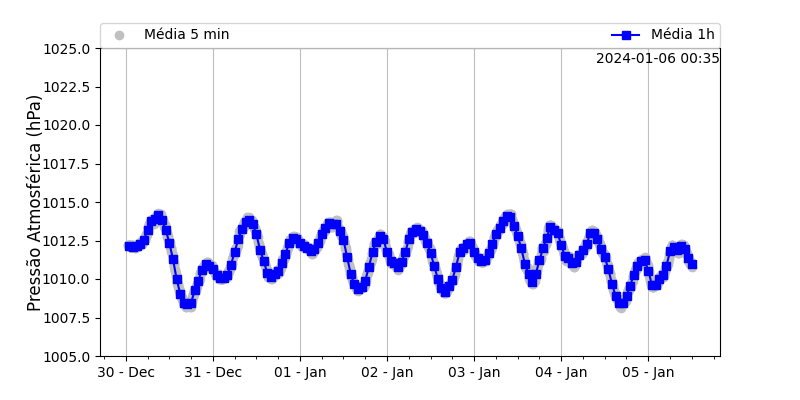 Média 5 min
Média 1h
2024-01-06 00:35
Pressão Atmosférica (hPa)
1025.0
1022.5
1020.0
1017.5
1015.0
1012.5
1010.0
1007.5
1005.0
30 - Dec
31 - Dec
01 - Jan
02 - Jan
03 - Jan
04 - Jan
05 - Jan